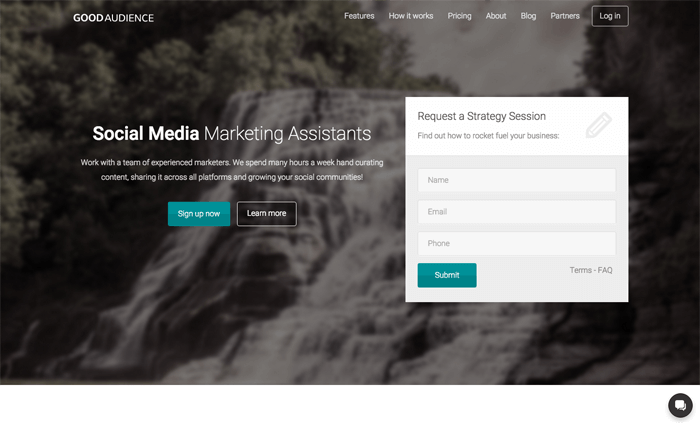 GOODAUDIENCE
Features How it works Pricing About Blog Partners Log in
Social Media Marketing Assistants
Work with a team of experienced marketers. We spend many hours a week hand curating
content, sharing it across all platforms and growing your social communities!
Sign up now Learn more
Request a Strategy Session
Find out how to rocket fuel your business:
Name
Email
Phone
Submit
Terms - FAQ